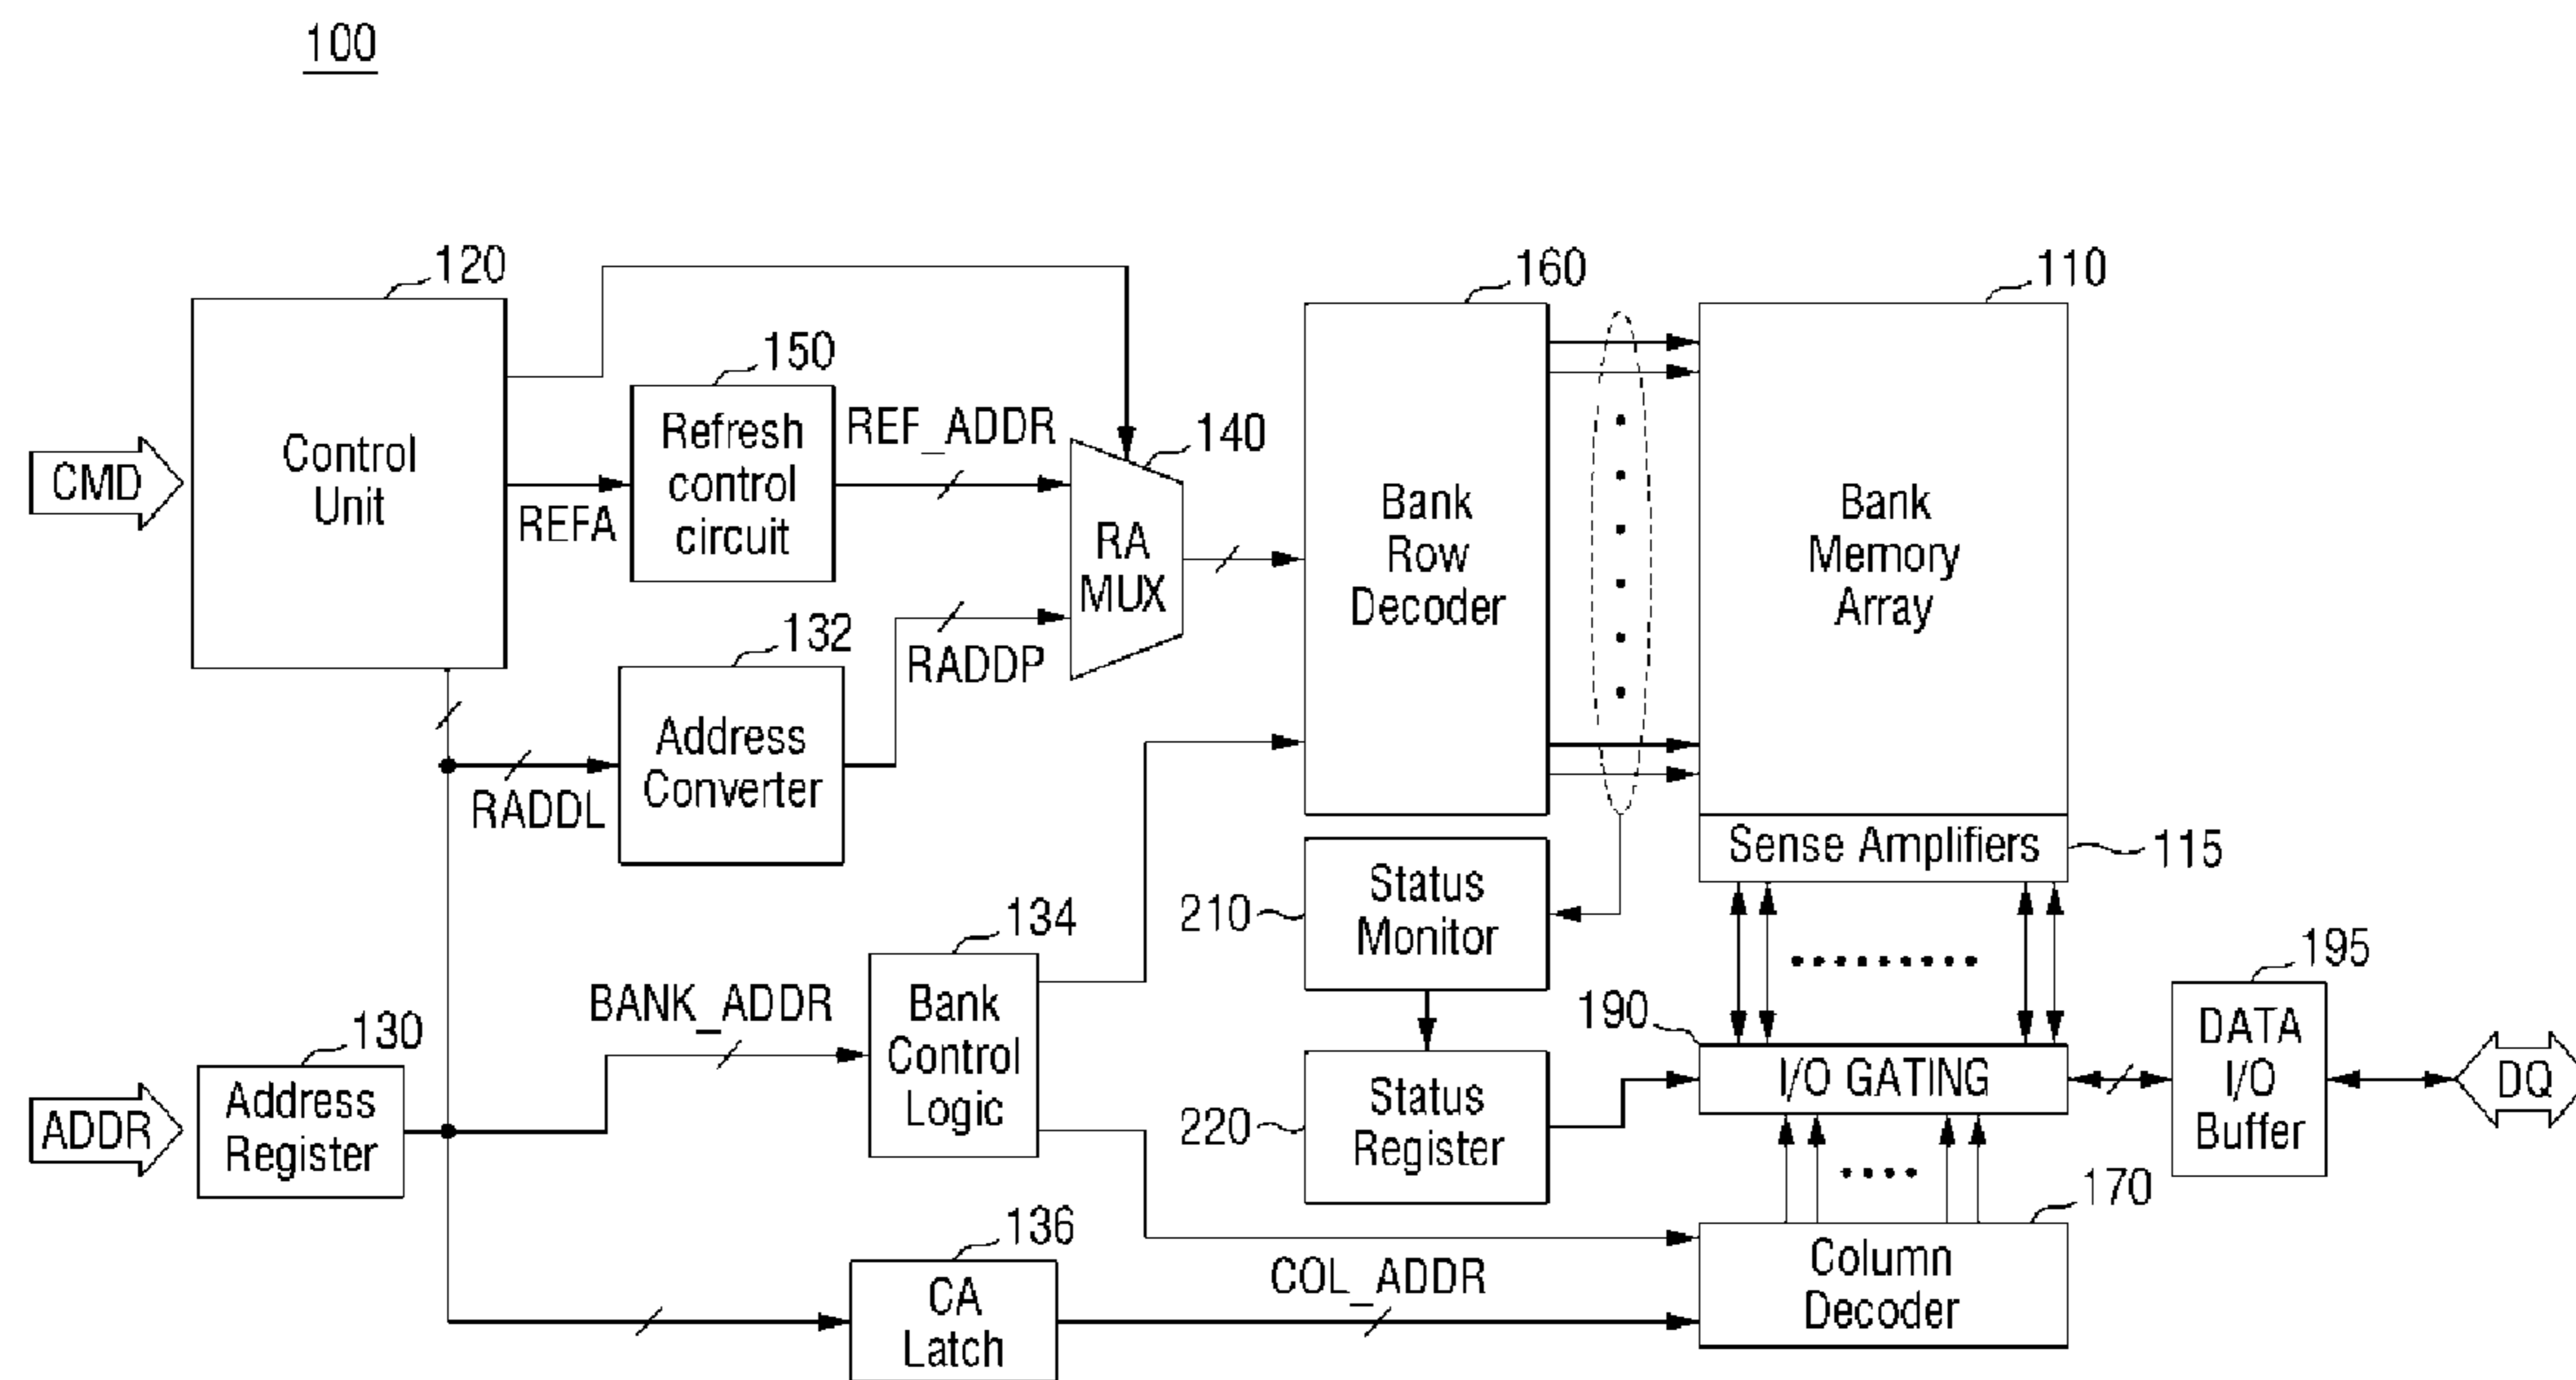 100
120
160
110
150
CMD
Control
Unit
REFA
Refresh
control
circuit
REF_ADDR
140
RA
MUX
Bank
Row
Decoder
Bank
Memory
Array
132
RADDP
RADDL
Address
Converter
Sense Amplifiers
115
210
Status
Monitor
134
BANK_ADDR
Bank
Control
Logic
190
I/O GATING
195
DATA
I/O
Buffer
DQ
130
ADDR
Address
Register
220
Status
Register
170
136
CA
Latch
COL_ADDR
Column
Decoder